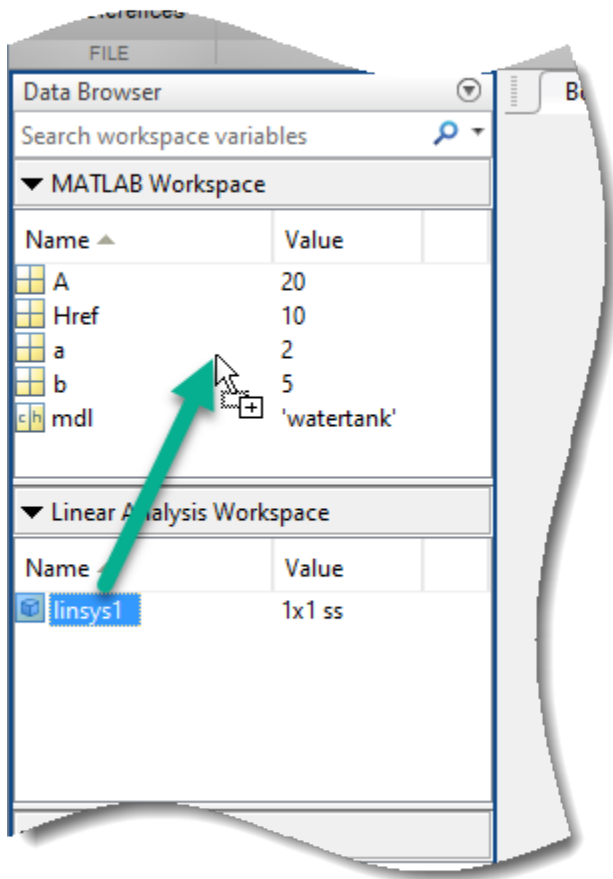 FILE
Data Browser
Search workspace variables
MATLAB Workspace
Name Value
A 20
Href 10
a 2
b 5
mdl 'watertank'
Linear Analysis Workspace
Name Value
linsys1 1x1 ss